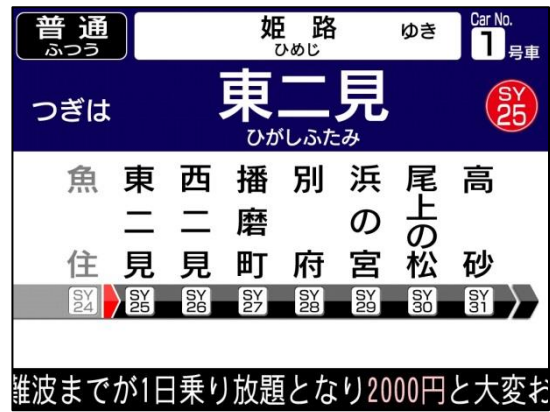 普通
ふつう
姫路
ひめじ
ゆき
Car No.
1
号車
つぎは
東二見
ひがしふたみ
SY
25
魚住
東二見
西二見
播磨町
別府
浜の宮
尾上の松
高砂
SY
24
SY
25
SY
26
SY
27
SY
28
SY
29
SY
30
SY
31
難波までが1日乗り放題となり2000円と大変お